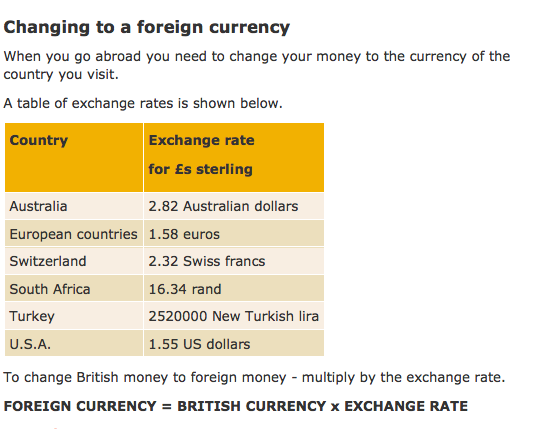 Changing to a foreign currency
When you go abroad you need to change your money to the currency of the
country you visit.
A table of exchange rates is shown below.
Country Exchange rate
for £s sterling
Australia 2.82 Australian dollars
European countries 1.58 euros
Switzerland 2.32 Swiss francs
South Africa 16.34 rand
Turkey 2520000 New Turkish lira
U.S.A. 1.55 US dollars
To change British money to foreign money - multiply by the exchange rate.
FOREIGN CURRENCY = BRITISH CURRENCY x EXCHANGE RATE